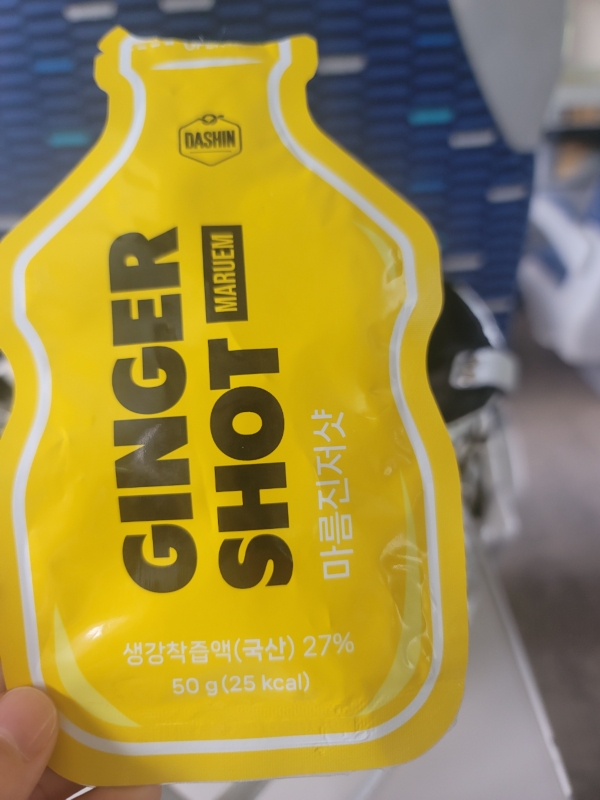 DASHIN
GINGER
SHOT
MARUEM
마름진저샷
생강착즙액(국산) 27%
50 g(25 kcal)